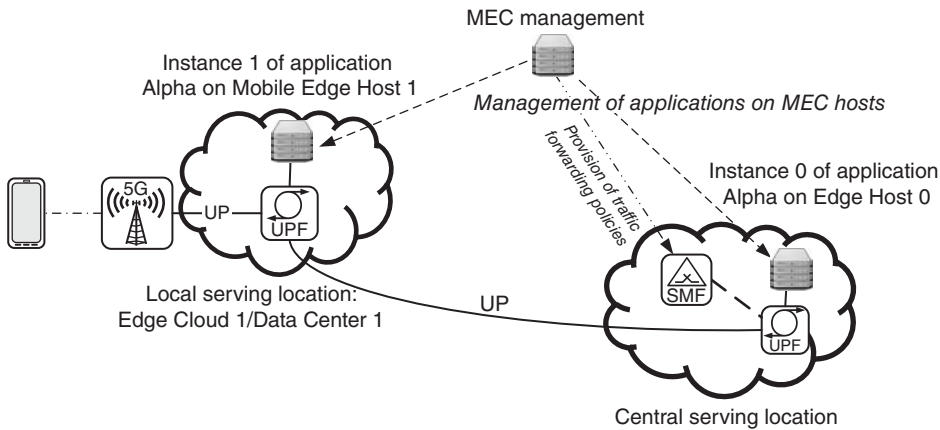 MEC management
Instance 1 of application
Alpha on Mobile Edge Host 1
Management of applications on MEC hosts
Provision of traffic
forwarding policies
Instance 0 of application
Alpha on Edge Host 0
5G
UP
UPF
SMF
Local serving location:
Edge Cloud 1/Data Center 1
UP
UPF
Central serving location